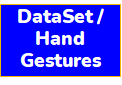 DataSet /
Hand
Gestures